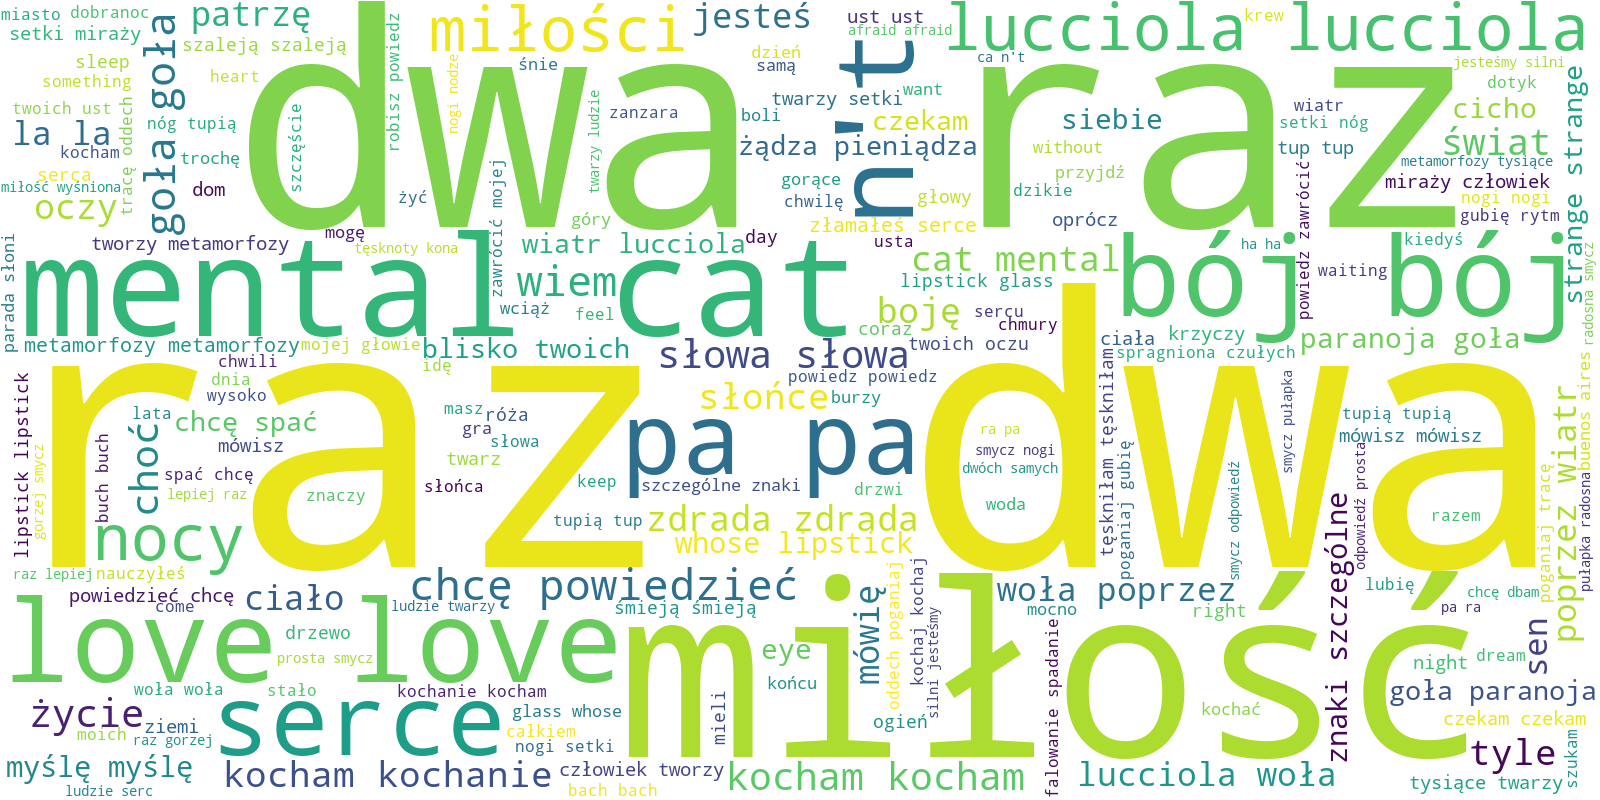 miasto
dobranoc
setki miraży
patrzę
miłości
jesteś
ust ust
afraid afraid
lucciola lucciola
krew
szaleją szaleją
sleep
something
heart
gola gola
dwa raz
robisz powiedz
nogi nodze
śnie
dzień
samą
n't
ca n't
jesteśmy silni
dotyk
twoich ust
tracę oddech
nóg tupią
szczęście
twarzy ludzie
zanzara
boli
twarzy setki
want
czekam
siebie
wiatr
setki nóg
cicho
la la
kocham
trochę
żądza pieniądza
without
tup tup
świat
strange strange
serca
miłość wyśniona
dom
żyć
gorące
przyjdź
metamorfozy tysiące
miraży człowiek
oczy
zawrócić mojej
góry
chwilę
głowy
dzikie
oprócz
powiedz zawrócić
nogi nogi
gubię rytm
złamałeś serce
parada słoni
tworzy metamorfozy
mogę
tęsknoty kona
wiatr lucciola
day
usta
ha ha
kiedyś
radosna smycz
mental cat
wiem
cat mental
bój bój
waiting
lipstick glass
wciąż
feel
boję
sercu
chmury
coraz
krzyczy
ciała
paranoja goła
metamorfozy metamorfozy
mojej głowie
blisko twoich
słowa słowa
twoich oczu
spragniona czułych
chwili
idę
raz dwa
powiedz powiedz
lipstick lipstick
dnia
wysoko
słońce
burzy
tęskniłam tęskniłam
smycz pułapka
buenos aires
poprzez wiatr
chcę spać
lata
masz
róża
gra
słowa
pa pa
ra pa
tupią tupią
mówisz mówisz
choć
mówisz
gorzej smycz
buch buch
spać chcę
twarz
smycz nogi
dwóch samych
poganiaj gubię
smycz odpowiedź
odpowiedź prosta
lepiej raz
znaczy
słońca
keep
szczególne znaki
drzwi
woda
znaki szczególne
razem
pułapka radosna
poganiaj tracę
nocy
tupią tup
zdrada zdrada
whose lipstick
raz lepiej
nauczyłeś
powiedzieć chcę
come
ciało
ludzie twarzy
chcę powiedzieć
śmieją śmieją
mówię
oddech poganiaj
kochaj kochaj
silni jesteśmy
woła poprzez
mocno
right
lubię
chcę dbam
pa ra
love love
drzewo
prosta smycz
miłość
eye
falowanie spadanie
sen
night
dream
woła woła
stało
kochanie kocham
końcu
goła paranoja
życie
ziemi
moich
raz gorzej
serce
glass whose
całkiem
nogi setki
mieli
ogień
kochać
czekam czekam
tyle
szukam
myślę myślę
ludzie serc
kocham kochanie
człowiek tworzy
bach bach
kocham kocham
lucciola woła
tysiące twarzy